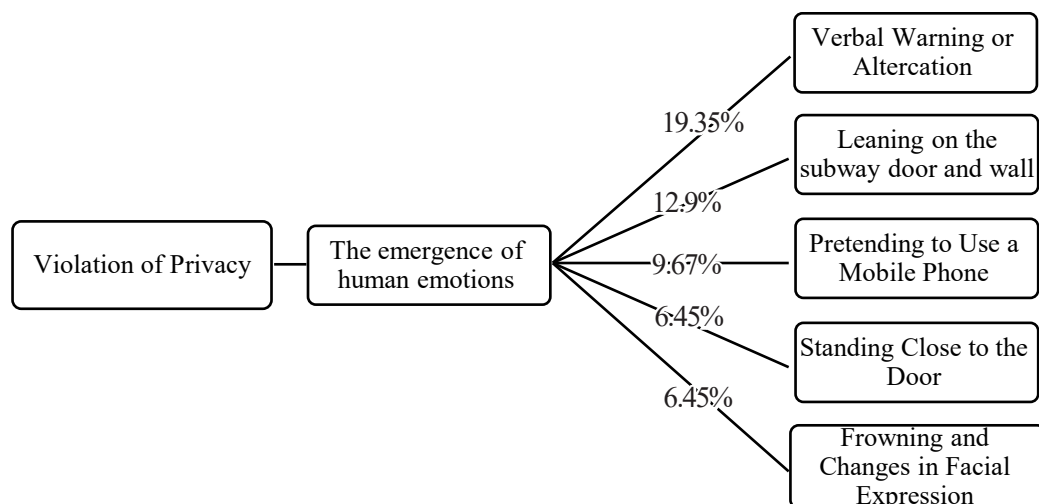 Violation of Privacy
The emergence of
human emotions
19.35%
12.9%
9.67%
6.45%
6.45%
Verbal Warning or
Altercation
Leaning on the
subway door and wall
Pretending to Use a
Mobile Phone
Standing Close to the
Door
Frowning and
Changes in Facial
Expression